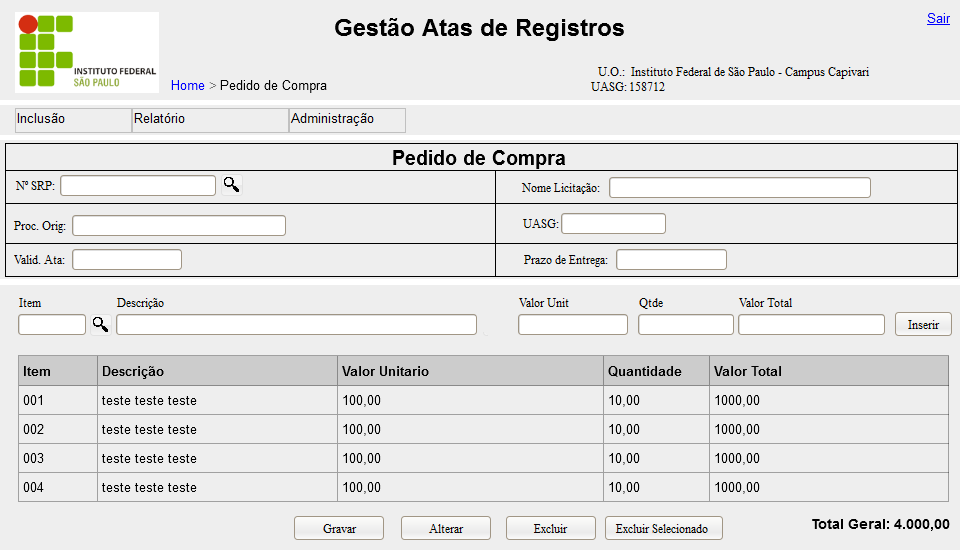 Gestão Atas de Registros
Sair
INSTITUTO FEDERAL
SÃO PAULO
Home > Pedido de Compra
U.O.: Instituto Federal de São Paulo - Campus Capivari
UASG: 158712
Inclusão Relatório Administração
Pedido de Compra
Nº SRP: Nome Licitação:
Proc. Orig: UASG:
Valid. Ata: Prazo de Entrega:
Item Descrição Valor Unit Qtde Valor Total
Inserir
Item Descrição Valor Unitario Quantidade Valor Total
001 teste teste teste 100,00 10,00 1000,00
002 teste teste teste 100,00 10,00 1000,00
003 teste teste teste 100,00 10,00 1000,00
004 teste teste teste 100,00 10,00 1000,00
Gravar Alterar Excluir Excluir Selecionado Total Geral: 4.000,00